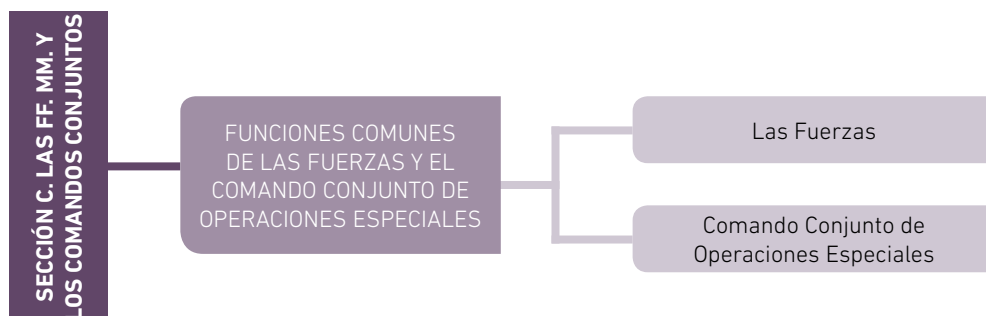 SECCIÓN C. LAS FF. MM. Y
LOS COMANDOS CONJUNTOS
FUNCIONES COMUNES
DE LAS FUERZAS Y EL
COMANDO CONJUNTO DE
OPERACIONES ESPECIALES
Las Fuerzas
Comando Conjunto de
Operaciones Especiales